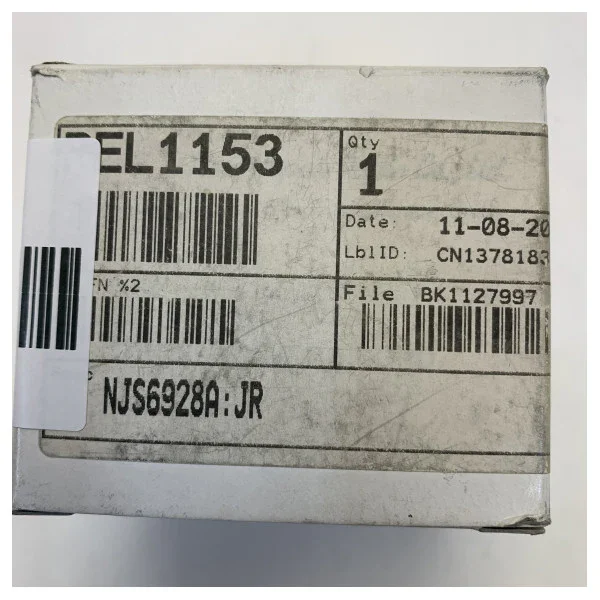 EL1153
Qty
1
Date: 11-08-20
LblID: CN1378183
FN %2
File BK1127997
NJS6928A:JR